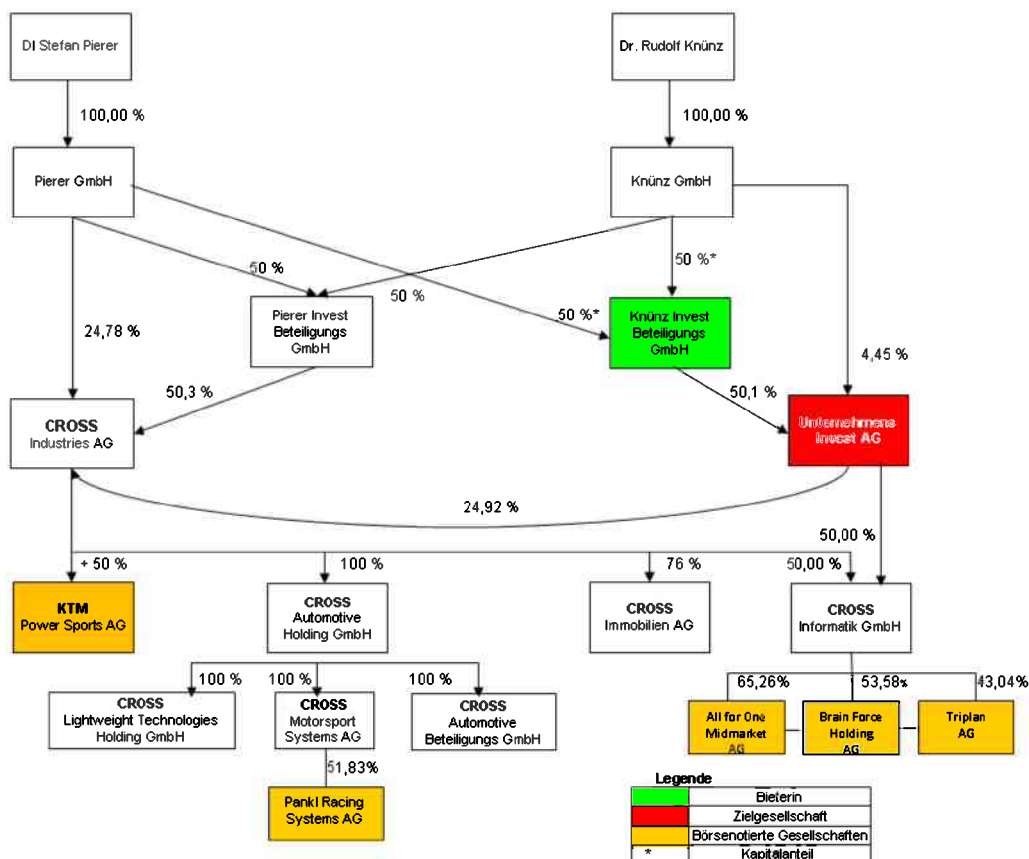 DI Stefan Pierer
Dr. Rudolf Knünz
100,00 %
100,00 %
Pierer GmbH
Knünz GmbH
50 %
50 %
50 %*
50 %*
24,78 %
Pierer Invest
Beteiligungs
GmbH
Knünz Invest
Beteiligungs
GmbH
4,45 %
50,3 %
50,1 %
CROSS
Industries AG
Unternehmens
Invest AG
24,92 %
50,00 %
+ 50 %
100 %
76 %
50,00 %
KTM
Power Sports AG
CROSS
Automotive
Holding GmbH
CROSS
Immobilien AG
CROSS
Informatik GmbH
100 %
100 %
100 %
65,26%
53,58%
43,04%
CROSS
Lightweight Technologies
Holding GmbH
CROSS
Motorsport
Systems AG
CROSS
Automotive
Beteiligungs GmbH
All for One
Midmarket
AG
Brain Force
Holding
AG
Triplan
AG
51,83%
Pankl Racing
Systems AG
Legende
Bieterin
Zielgesellschaft
Börsenotierte Gesellschaften
* Kapitalanteil